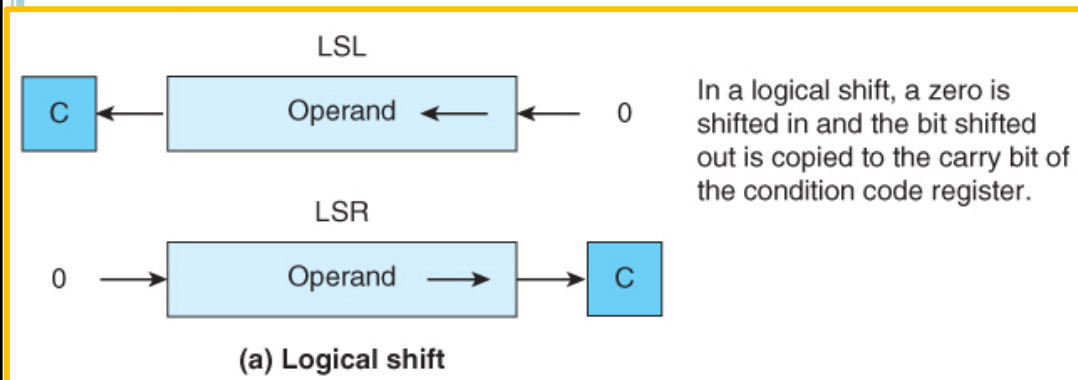 LSL
C
Operand
0
In a logical shift, a zero is
shifted in and the bit shifted
out is copied to the carry bit of
the condition code register.
LSR
0
Operand
C
(a) Logical shift